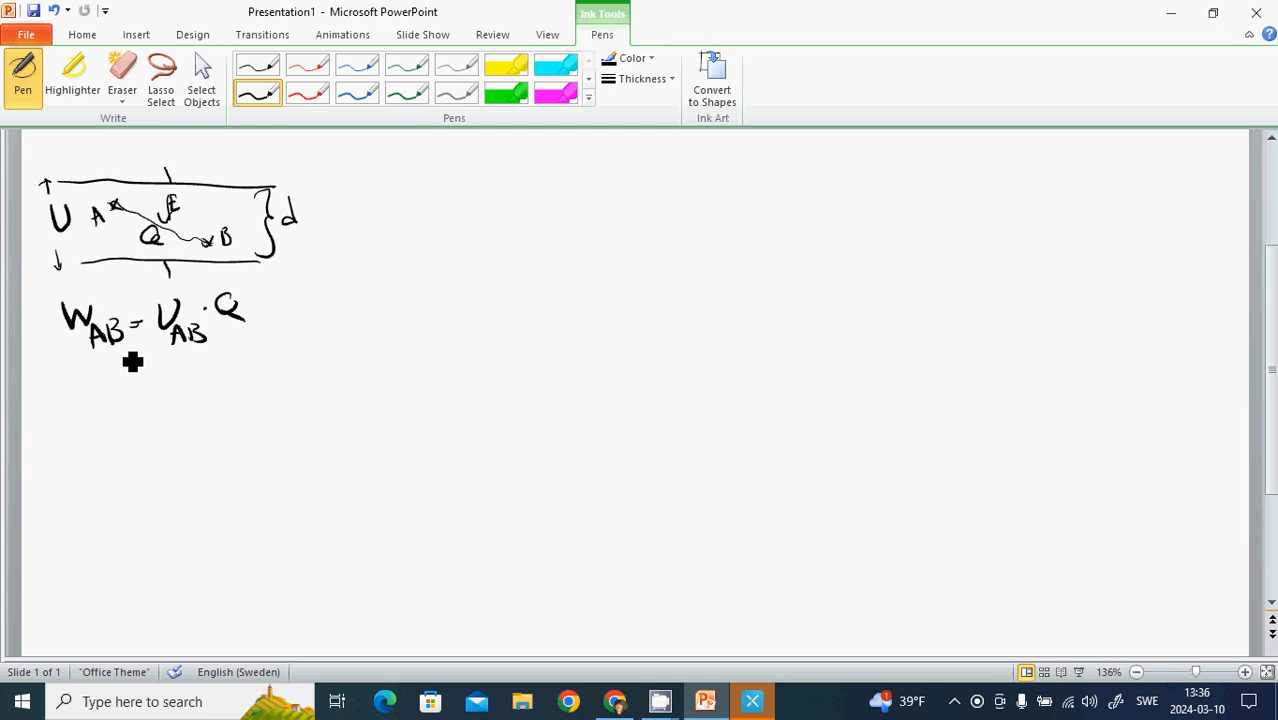 Presentation1 - Microsoft PowerPoint
Ink Tools
File Home Insert Design Transitions Animations Slide Show Review View Pens
Pen Highlighter Eraser Lasso Select Select Objects
Write
Pens
Color
Thickness
Convert to Shapes
Ink Art
U A E Q B d
W_AB = U_AB · Q
Slide 1 of 1 "Office Theme" English (Sweden) 136%
Type here to search
39°F SWE 13:36
2024-03-10